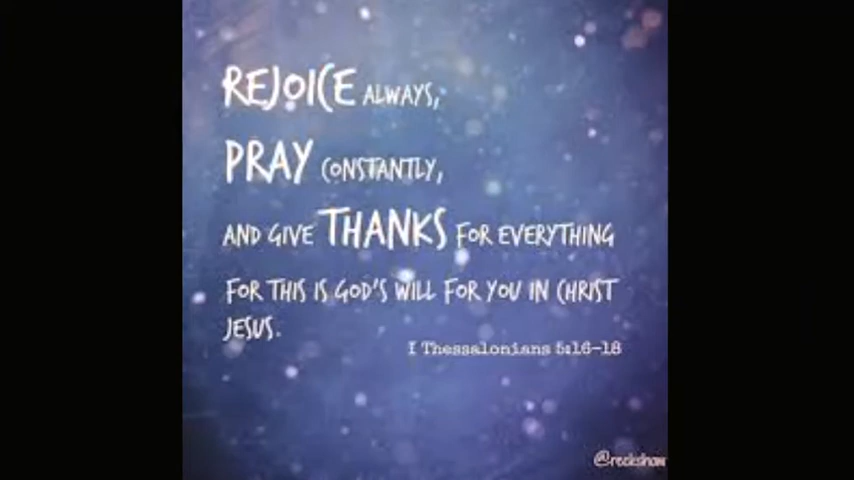 REJOICE ALWAYS,
PRAY CONSTANTLY,
AND GIVE THANKS FOR EVERYTHING
FOR THIS IS GOD'S WILL FOR YOU IN CHRIST
JESUS.
I Thessalonians 5:16-18
@reckshaw